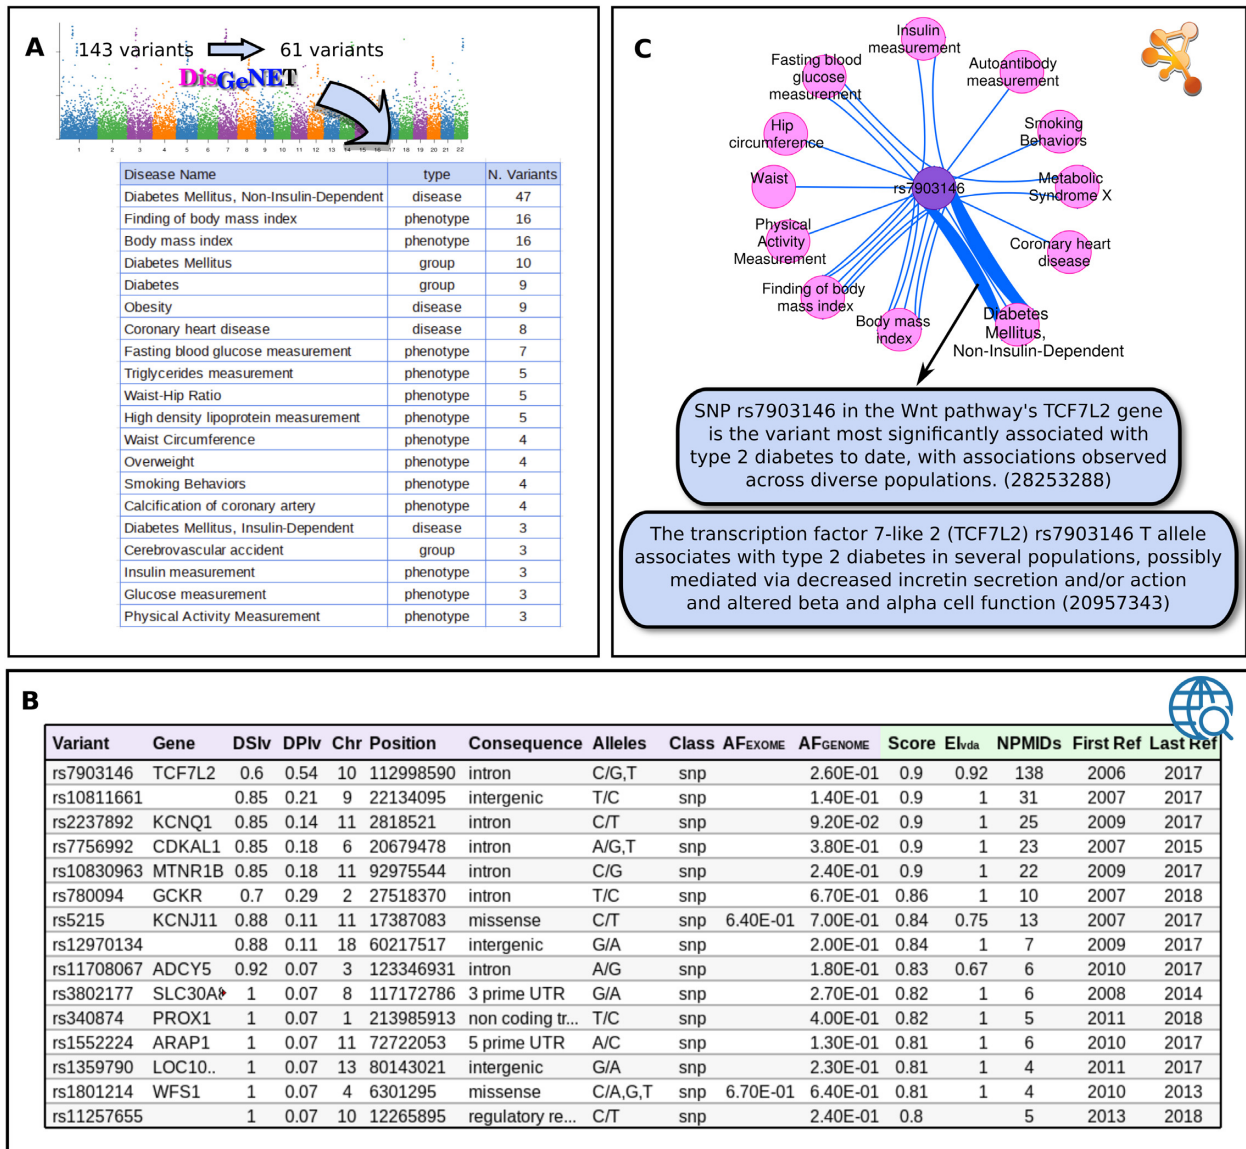 A
143 variants
61 variants
DisGeNET
1 2 3 4 5 6 7 8 9 10 11 12 13 14 15 16 17 18 19 20 21 22
Disease Name type N. Variants
Diabetes Mellitus, Non-Insulin-Dependent disease 47
Finding of body mass index phenotype 16
Body mass index phenotype 16
Diabetes Mellitus group 10
Diabetes group 9
Obesity disease 9
Coronary heart disease disease 8
Fasting blood glucose measurement phenotype 7
Triglycerides measurement phenotype 5
Waist-Hip Ratio phenotype 5
High density lipoprotein measurement phenotype 5
Waist Circumference phenotype 4
Overweight phenotype 4
Smoking Behaviors phenotype 4
Calcification of coronary artery phenotype 4
Diabetes Mellitus, Insulin-Dependent disease 3
Cerebrovascular accident group 3
Insulin measurement phenotype 3
Glucose measurement phenotype 3
Physical Activity Measurement phenotype 3
C
Insulin
measurement
Fasting blood
glucose
measurement
Autoantibody
measurement
Hip
circumference
Smoking
Behaviors
Waist
rs7903146
Metabolic
Syndrome X
Physical
Activity
Measurement
Coronary heart
disease
Finding of body
mass index
Body mass
index
Diabetes
Mellitus,
Non-Insulin-Dependent
SNP rs7903146 in the Wnt pathway's TCF7L2 gene
is the variant most significantly associated with
type 2 diabetes to date, with associations observed
across diverse populations. (28253288)
The transcription factor 7-like 2 (TCF7L2) rs7903146 T allele
associates with type 2 diabetes in several populations, possibly
mediated via decreased incretin secretion and/or action
and altered beta and alpha cell function (20957343)
B
Variant Gene DSIv DPIv Chr Position Consequence Alleles Class AFEXOME AFGENOME Score EIvda NPMIDs First Ref Last Ref
rs7903146 TCF7L2 0.6 0.54 10 112998590 intron C/G,T snp 2.60E-01 0.9 0.92 138 2006 2017
rs10811661 0.85 0.21 9 22134095 intergenic T/C snp 1.40E-01 0.9 1 31 2007 2017
rs2237892 KCNQ1 0.85 0.14 11 2818521 intron C/T snp 9.20E-02 0.9 1 25 2009 2017
rs7756992 CDKAL1 0.85 0.18 6 20679478 intron A/G,T snp 3.80E-01 0.9 1 23 2007 2015
rs10830963 MTNR1B 0.85 0.18 11 92975544 intron C/G snp 2.40E-01 0.9 1 22 2009 2017
rs780094 GCKR 0.7 0.29 2 27518370 intron T/C snp 6.70E-01 0.86 1 10 2007 2018
rs5215 KCNJ11 0.88 0.11 11 17387083 missense C/T snp 6.40E-01 7.00E-01 0.84 0.75 13 2007 2017
rs12970134 0.88 0.11 18 60217517 intergenic G/A snp 2.00E-01 0.84 1 7 2009 2017
rs11708067 ADCY5 0.92 0.07 3 123346931 intron A/G snp 1.80E-01 0.83 0.67 6 2010 2017
rs3802177 SLC30A8 1 0.07 8 117172786 3 prime UTR G/A snp 2.70E-01 0.82 1 6 2008 2014
rs340874 PROX1 1 0.07 1 213985913 non coding tr... T/C snp 4.00E-01 0.82 1 5 2011 2018
rs1552224 ARAP1 1 0.07 11 72722053 5 prime UTR A/C snp 1.30E-01 0.81 1 6 2010 2017
rs1359790 LOC10.. 1 0.07 13 80143021 intergenic G/A snp 2.30E-01 0.81 1 4 2011 2017
rs1801214 WFS1 1 0.07 4 6301295 missense C/A,G,T snp 6.70E-01 6.40E-01 0.81 1 4 2010 2013
rs11257655 1 0.07 10 12265895 regulatory re... C/T snp 2.40E-01 0.8 5 2013 2018